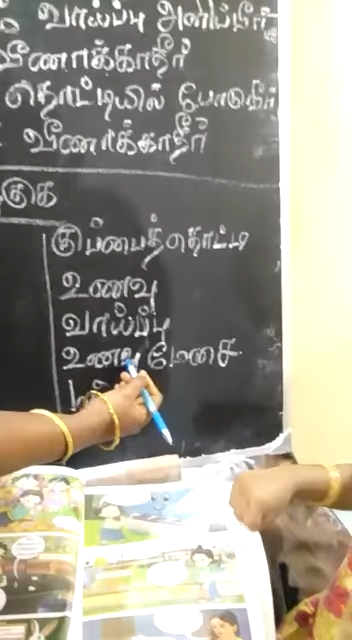 வாய்ப்பு அளிப்பீர்
வீணாக்காதீர்
தொட்டியில் போடுவீர்
வீணாக்காதீர்
குப்பைத்தொட்டி
உணவு
வாய்ப்பு
உணவு மேசை